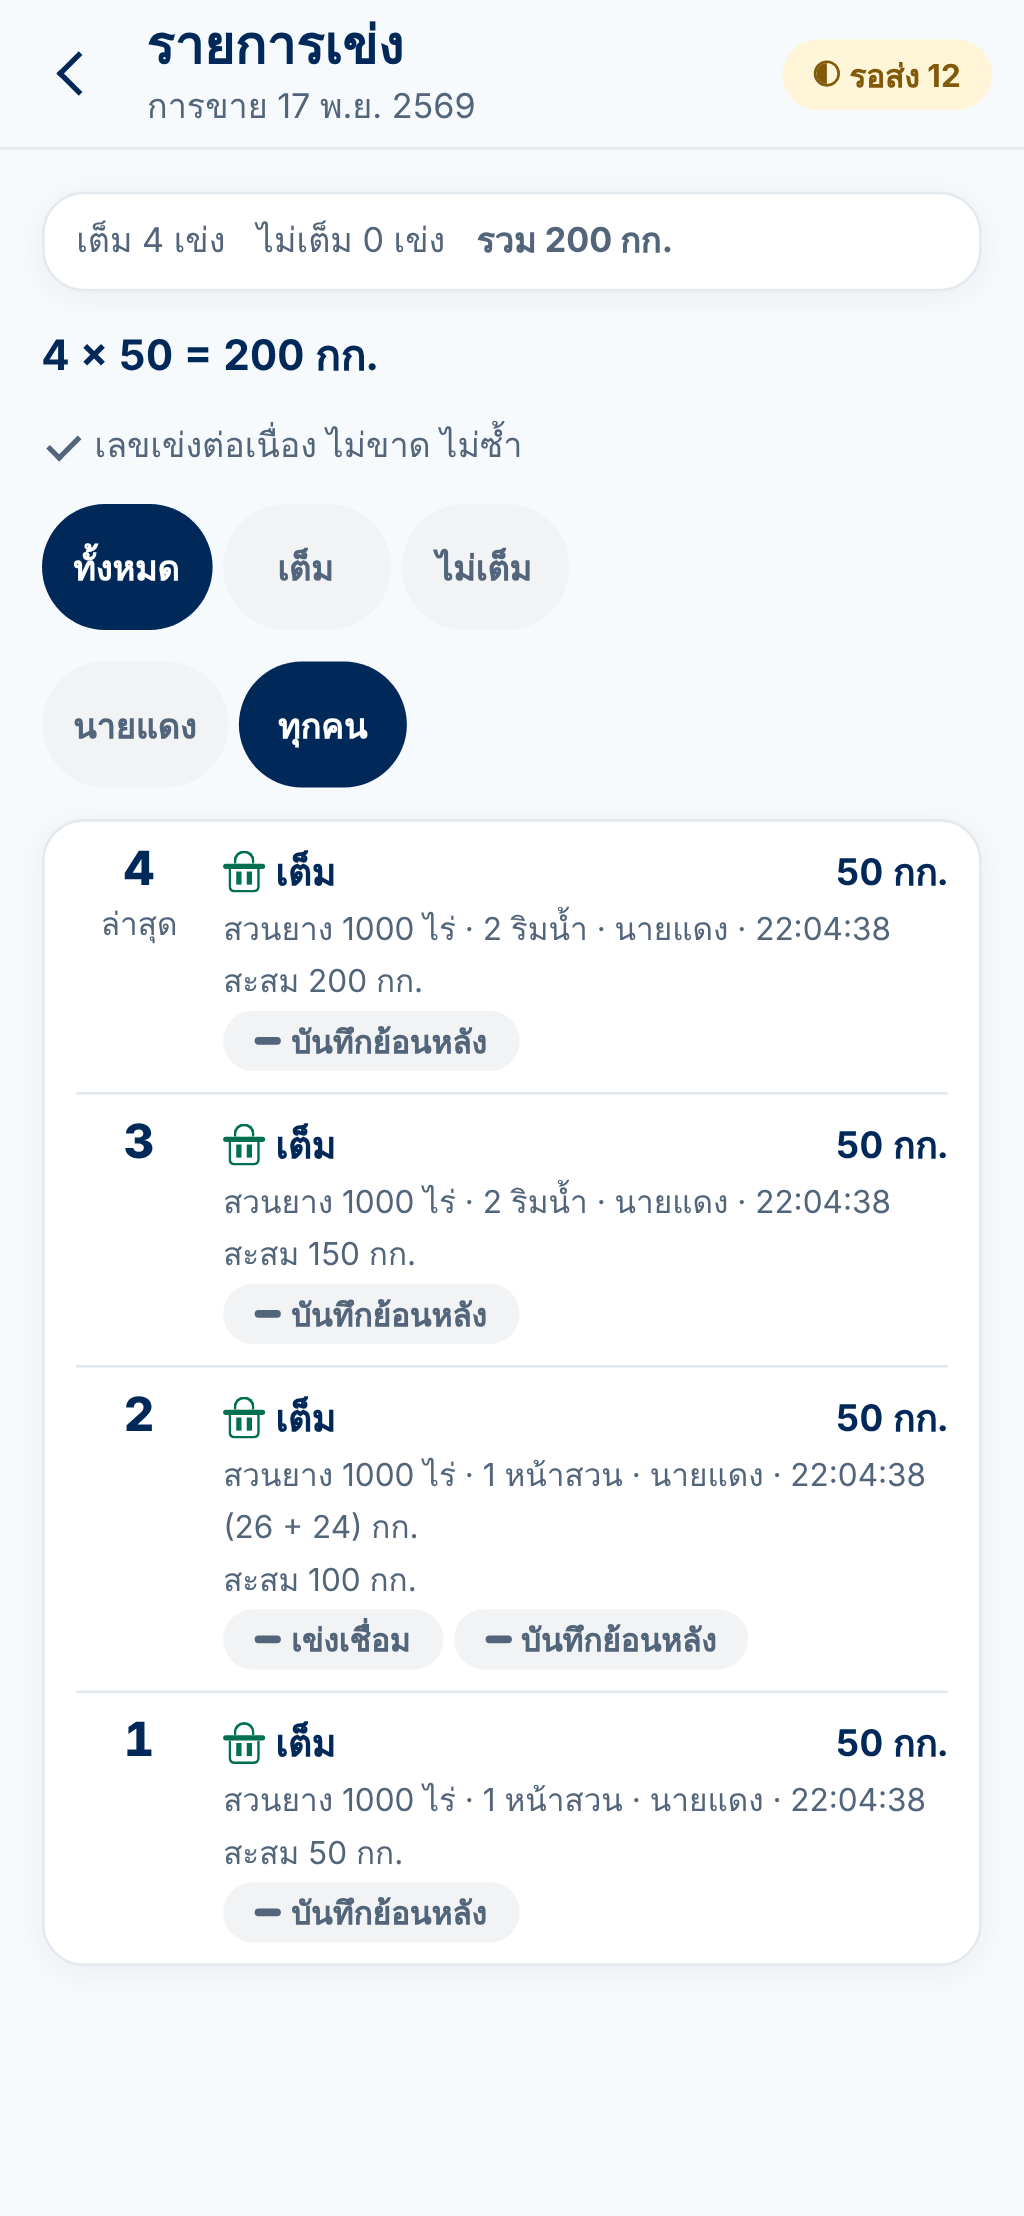 รายการเข่ง
การขาย 17 พ.ย. 2569
รอส่ง 12
เต็ม 4 เข่ง ไม่เต็ม 0 เข่ง รวม 200 กก.
4 × 50 = 200 กก.
เลขเข่งต่อเนื่อง ไม่ขาด ไม่ซ้ำ
ทั้งหมด เต็ม ไม่เต็ม
นายแดง ทุกคน
4 เต็ม 50 กก.
ล่าสุด สวนยาง 1000 ไร่ · 2 ริมน้ำ · นายแดง · 22:04:38
สะสม 200 กก.
บันทึกย้อนหลัง
3 เต็ม 50 กก.
สวนยาง 1000 ไร่ · 2 ริมน้ำ · นายแดง · 22:04:38
สะสม 150 กก.
บันทึกย้อนหลัง
2 เต็ม 50 กก.
สวนยาง 1000 ไร่ · 1 หน้าสวน · นายแดง · 22:04:38
(26 + 24) กก.
สะสม 100 กก.
เข่งเชื่อม บันทึกย้อนหลัง
1 เต็ม 50 กก.
สวนยาง 1000 ไร่ · 1 หน้าสวน · นายแดง · 22:04:38
สะสม 50 กก.
บันทึกย้อนหลัง